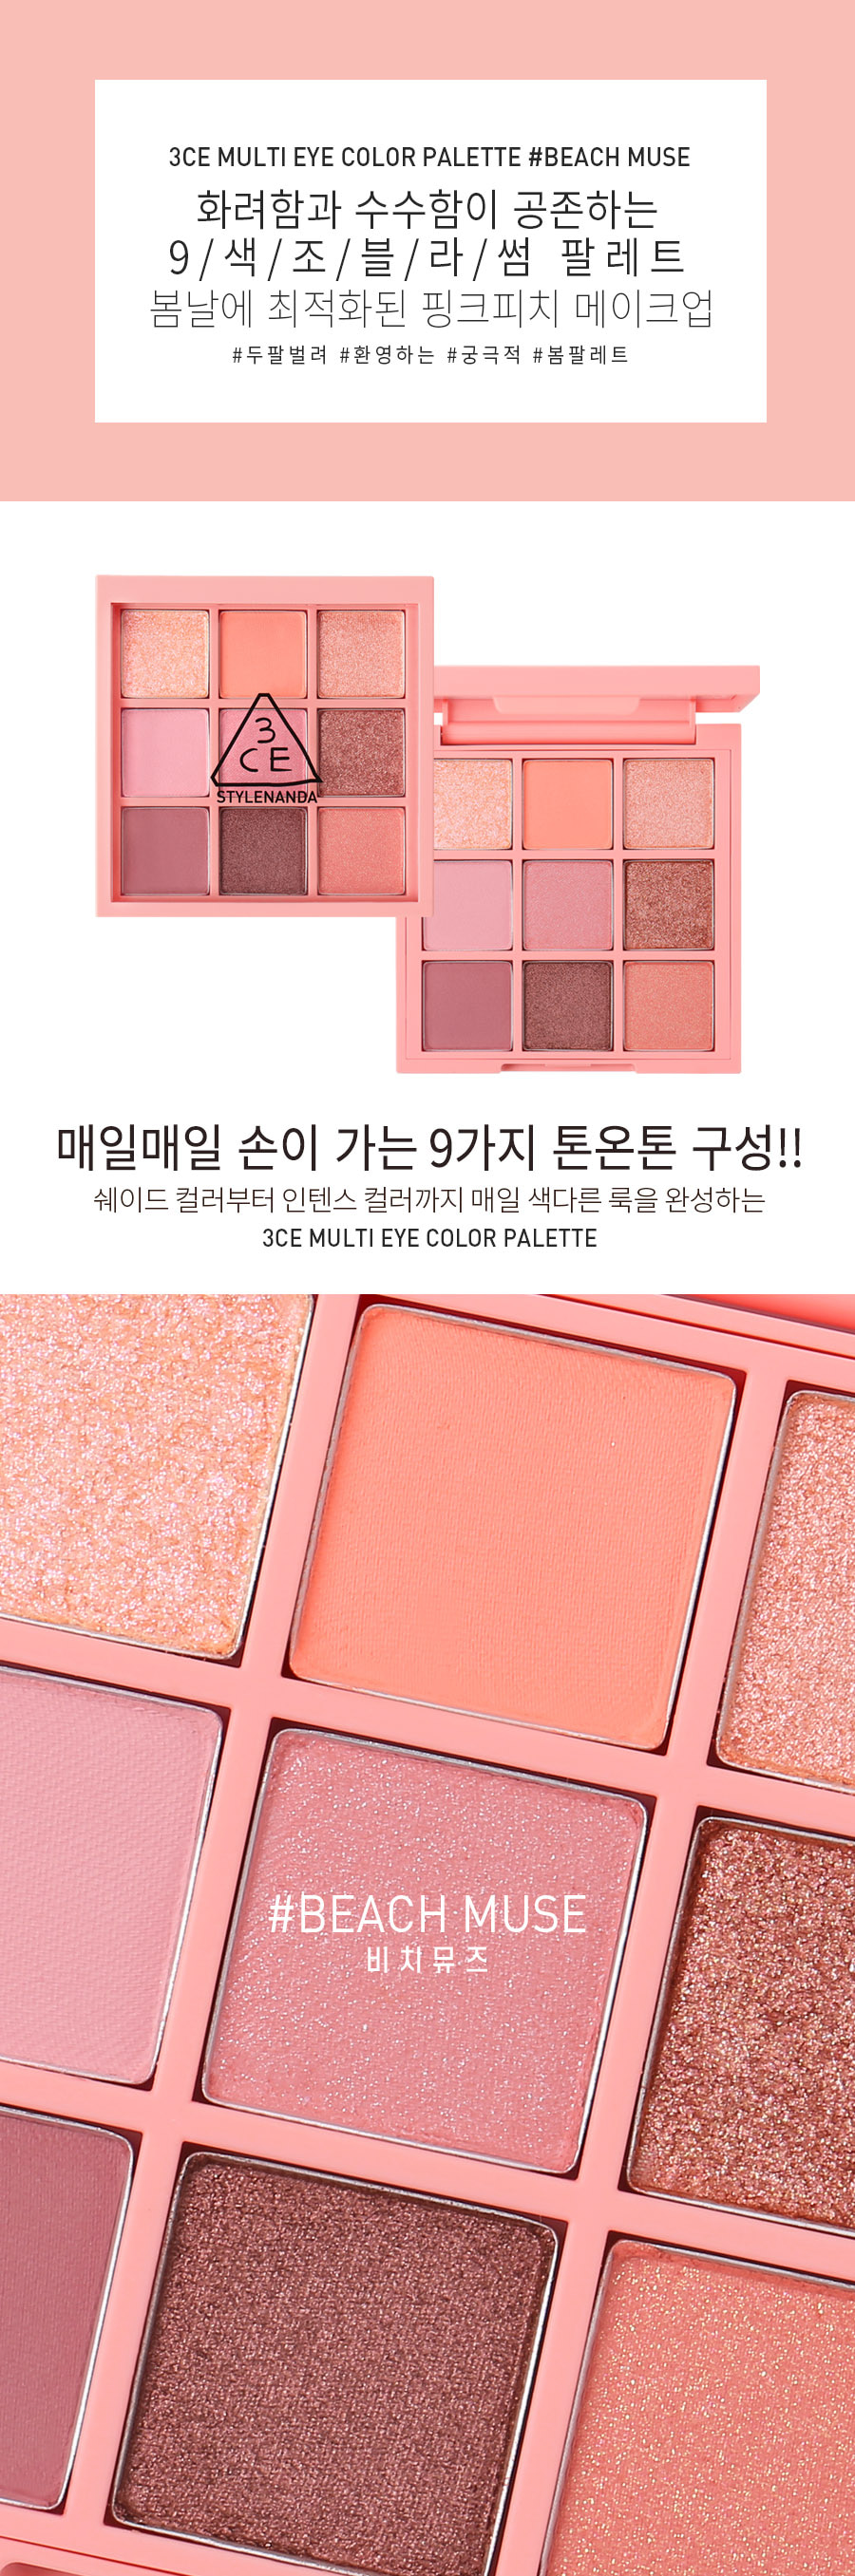 3CE MULTI EYE COLOR PALETTE #BEACH MUSE
화려함과 수수함이 공존하는
9/색/조/블/라/썸 팔레트
봄날에 최적화된 핑크피치 메이크업
#두팔벌려 #환영하는 #궁극적 #봄팔레트
3
CE
STYLENANDA
매일매일 손이 가는 9가지 톤온톤 구성!!
쉐이드 컬러부터 인텐스 컬러까지 매일 색다른 룩을 완성하는
3CE MULTI EYE COLOR PALETTE
#BEACH MUSE
비치뮤즈